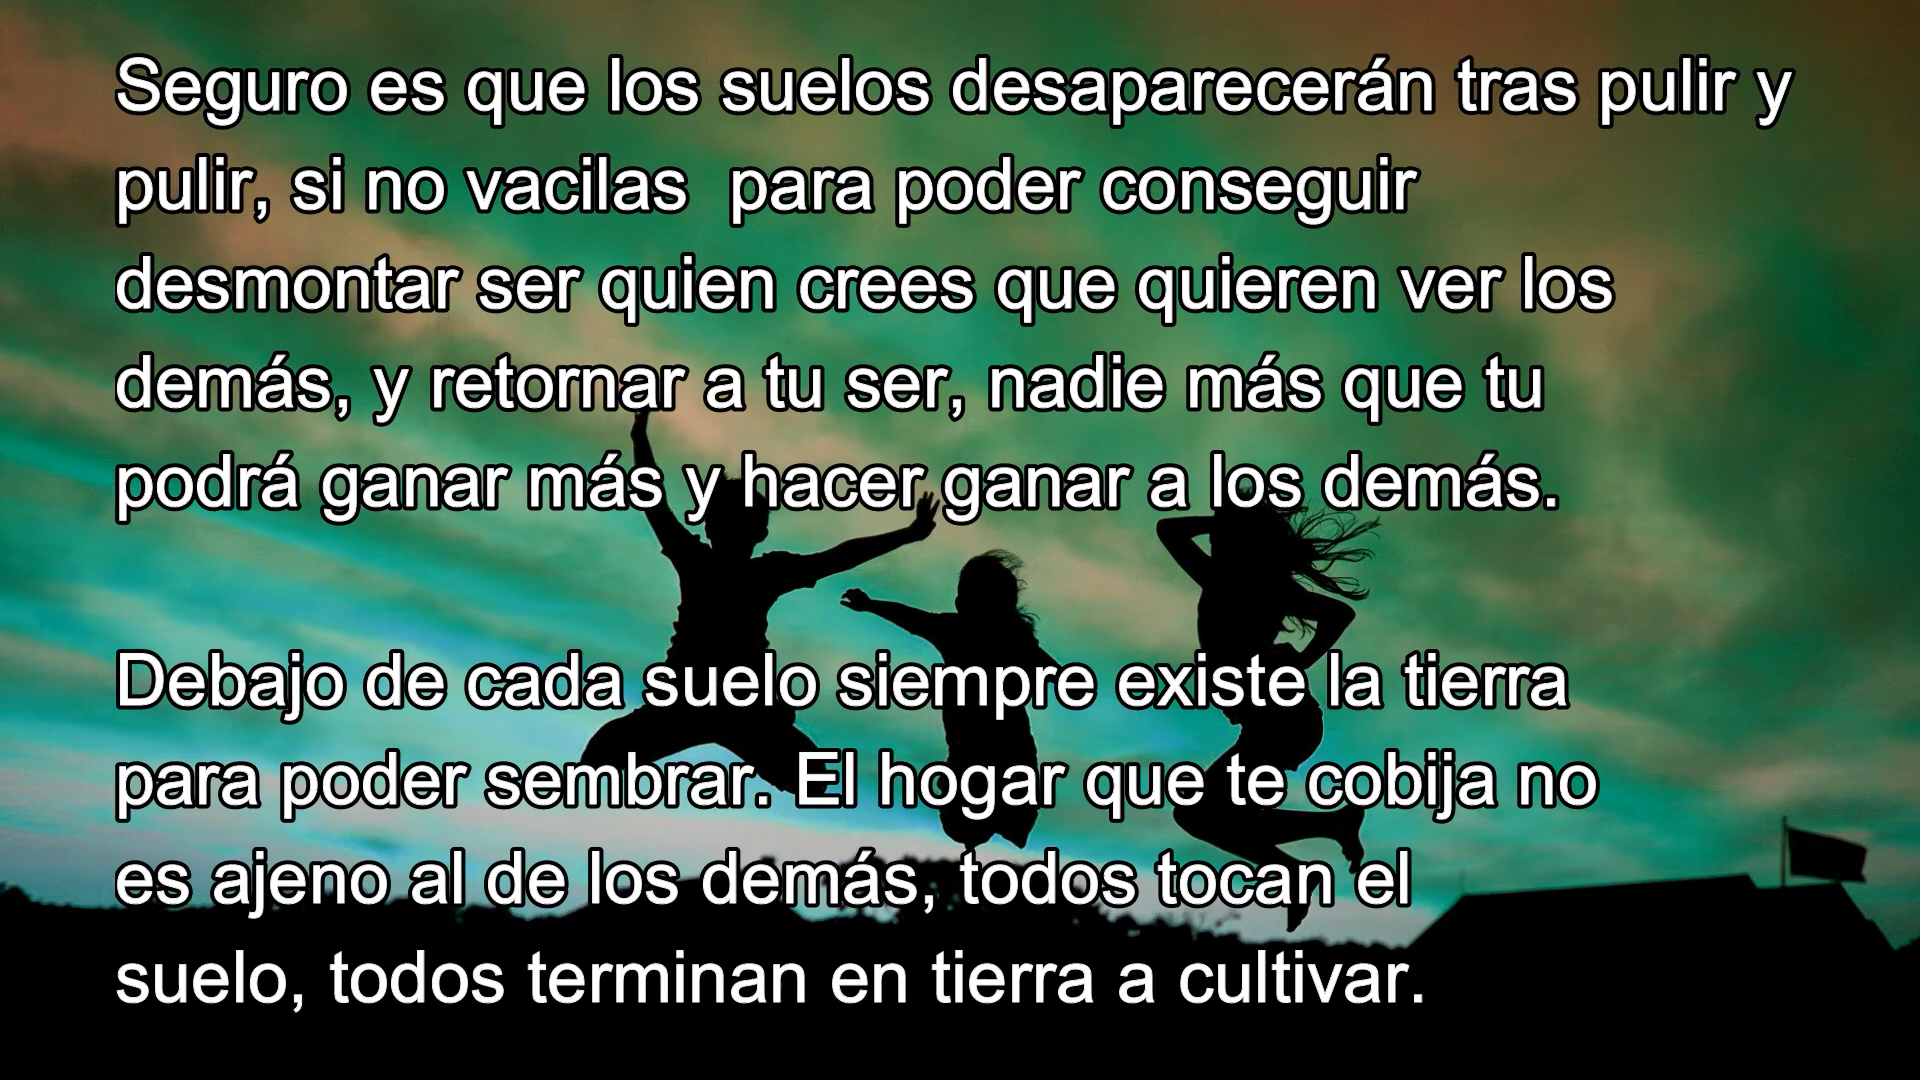 Seguro es que los suelos desaparecerán tras pulir y
pulir, si no vacilas  para poder conseguir
desmontar ser quien crees que quieren ver los
demás, y retornar a tu ser, nadie más que tu
podrá ganar más y hacer ganar a los demás.

Debajo de cada suelo siempre existe la tierra
para poder sembrar. El hogar que te cobija no
es ajeno al de los demás, todos tocan el
suelo, todos terminan en tierra a cultivar.